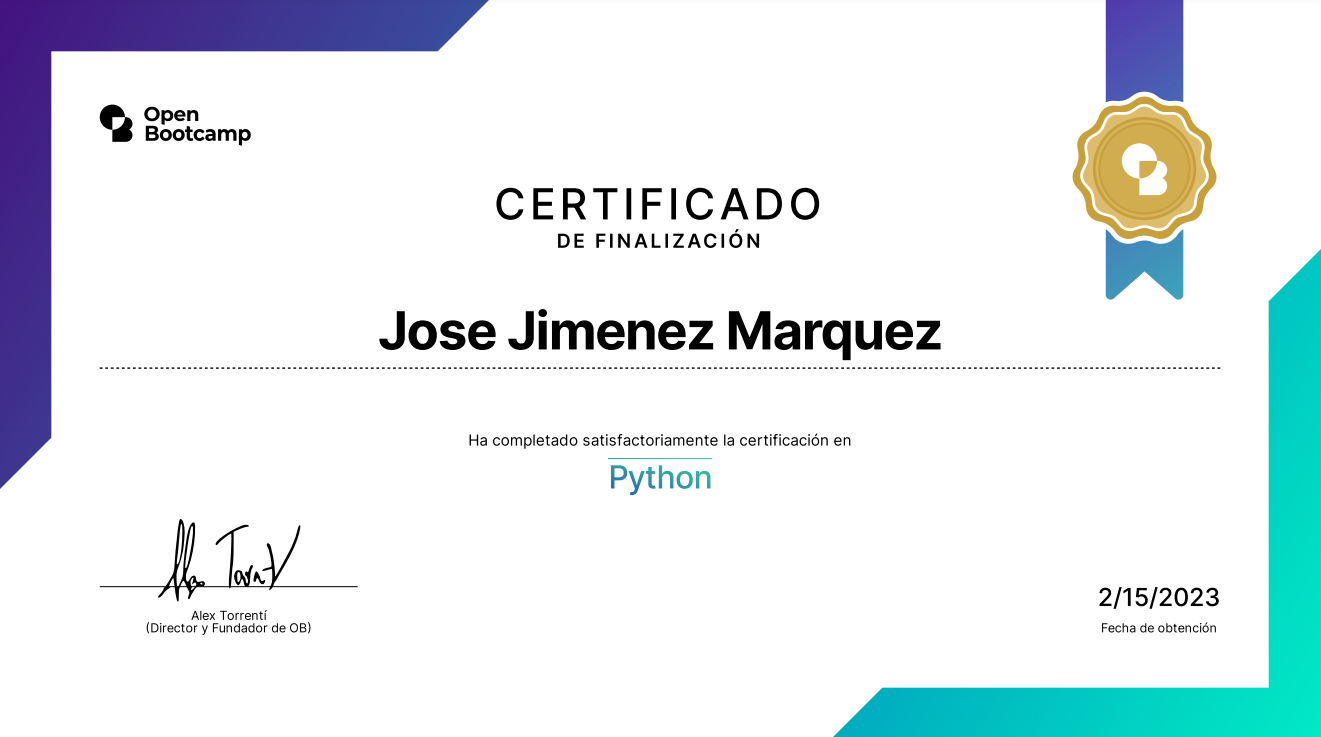 Open
Bootcamp
CERTIFICADO
DE FINALIZACIÓN
Jose Jimenez Marquez
Ha completado satisfactoriamente la certificación en
Python
Alex Torrentí
(Director y Fundador de OB)
2/15/2023
Fecha de obtención